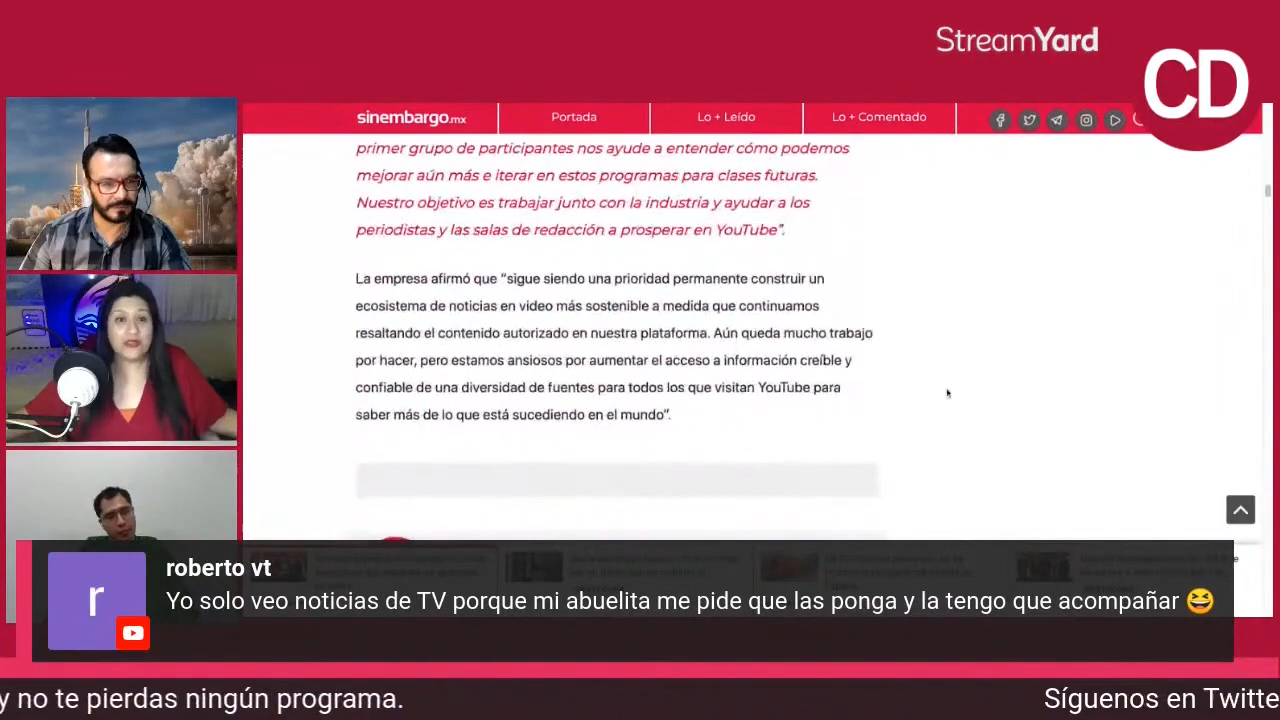 StreamYard
CD
sinembargo.mx
Portada
Lo + Leído
Lo + Comentado
primer grupo de participantes nos ayude a entender cómo podemos
mejorar aún más e iterar en estos programas para clases futuras.
Nuestro objetivo es trabajar junto con la industria y ayudar a los
periodistas y las salas de redacción a prosperar en YouTube”.
La empresa afirmó que “sigue siendo una prioridad permanente construir un
ecosistema de noticias en video más sostenible a medida que continuamos
resaltando el contenido autorizado en nuestra plataforma. Aún queda mucho trabajo
por hacer, pero estamos ansiosos por aumentar el acceso a información creíble y
confiable de una diversidad de fuentes para todos los que visitan YouTube para
saber más de lo que está sucediendo en el mundo”.
r
roberto vt
Yo solo veo noticias de TV porque mi abuelita me pide que las ponga y la tengo que acompañar 😆
y no te pierdas ningún programa.
Síguenos en Twitte